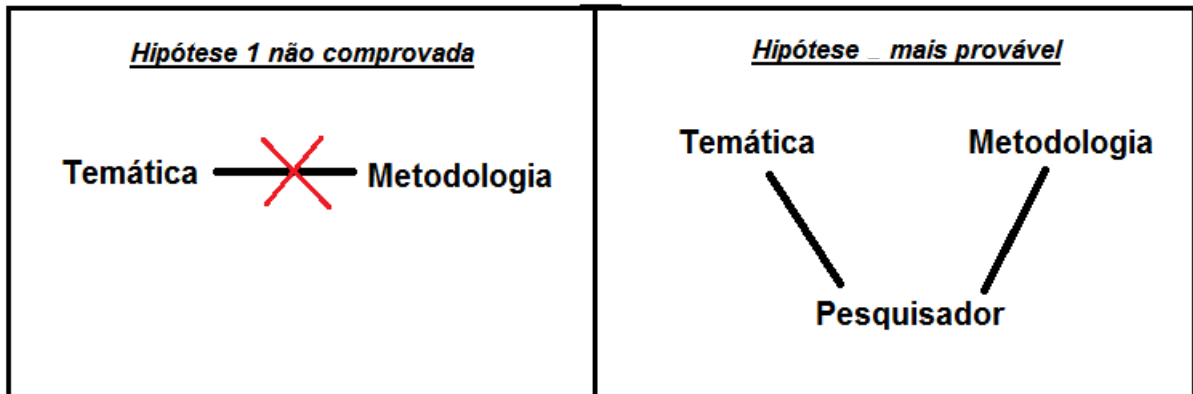 Hipótese 1 não comprovada
Temática Metodologia
Hipótese _ mais provável
Temática Metodologia
Pesquisador